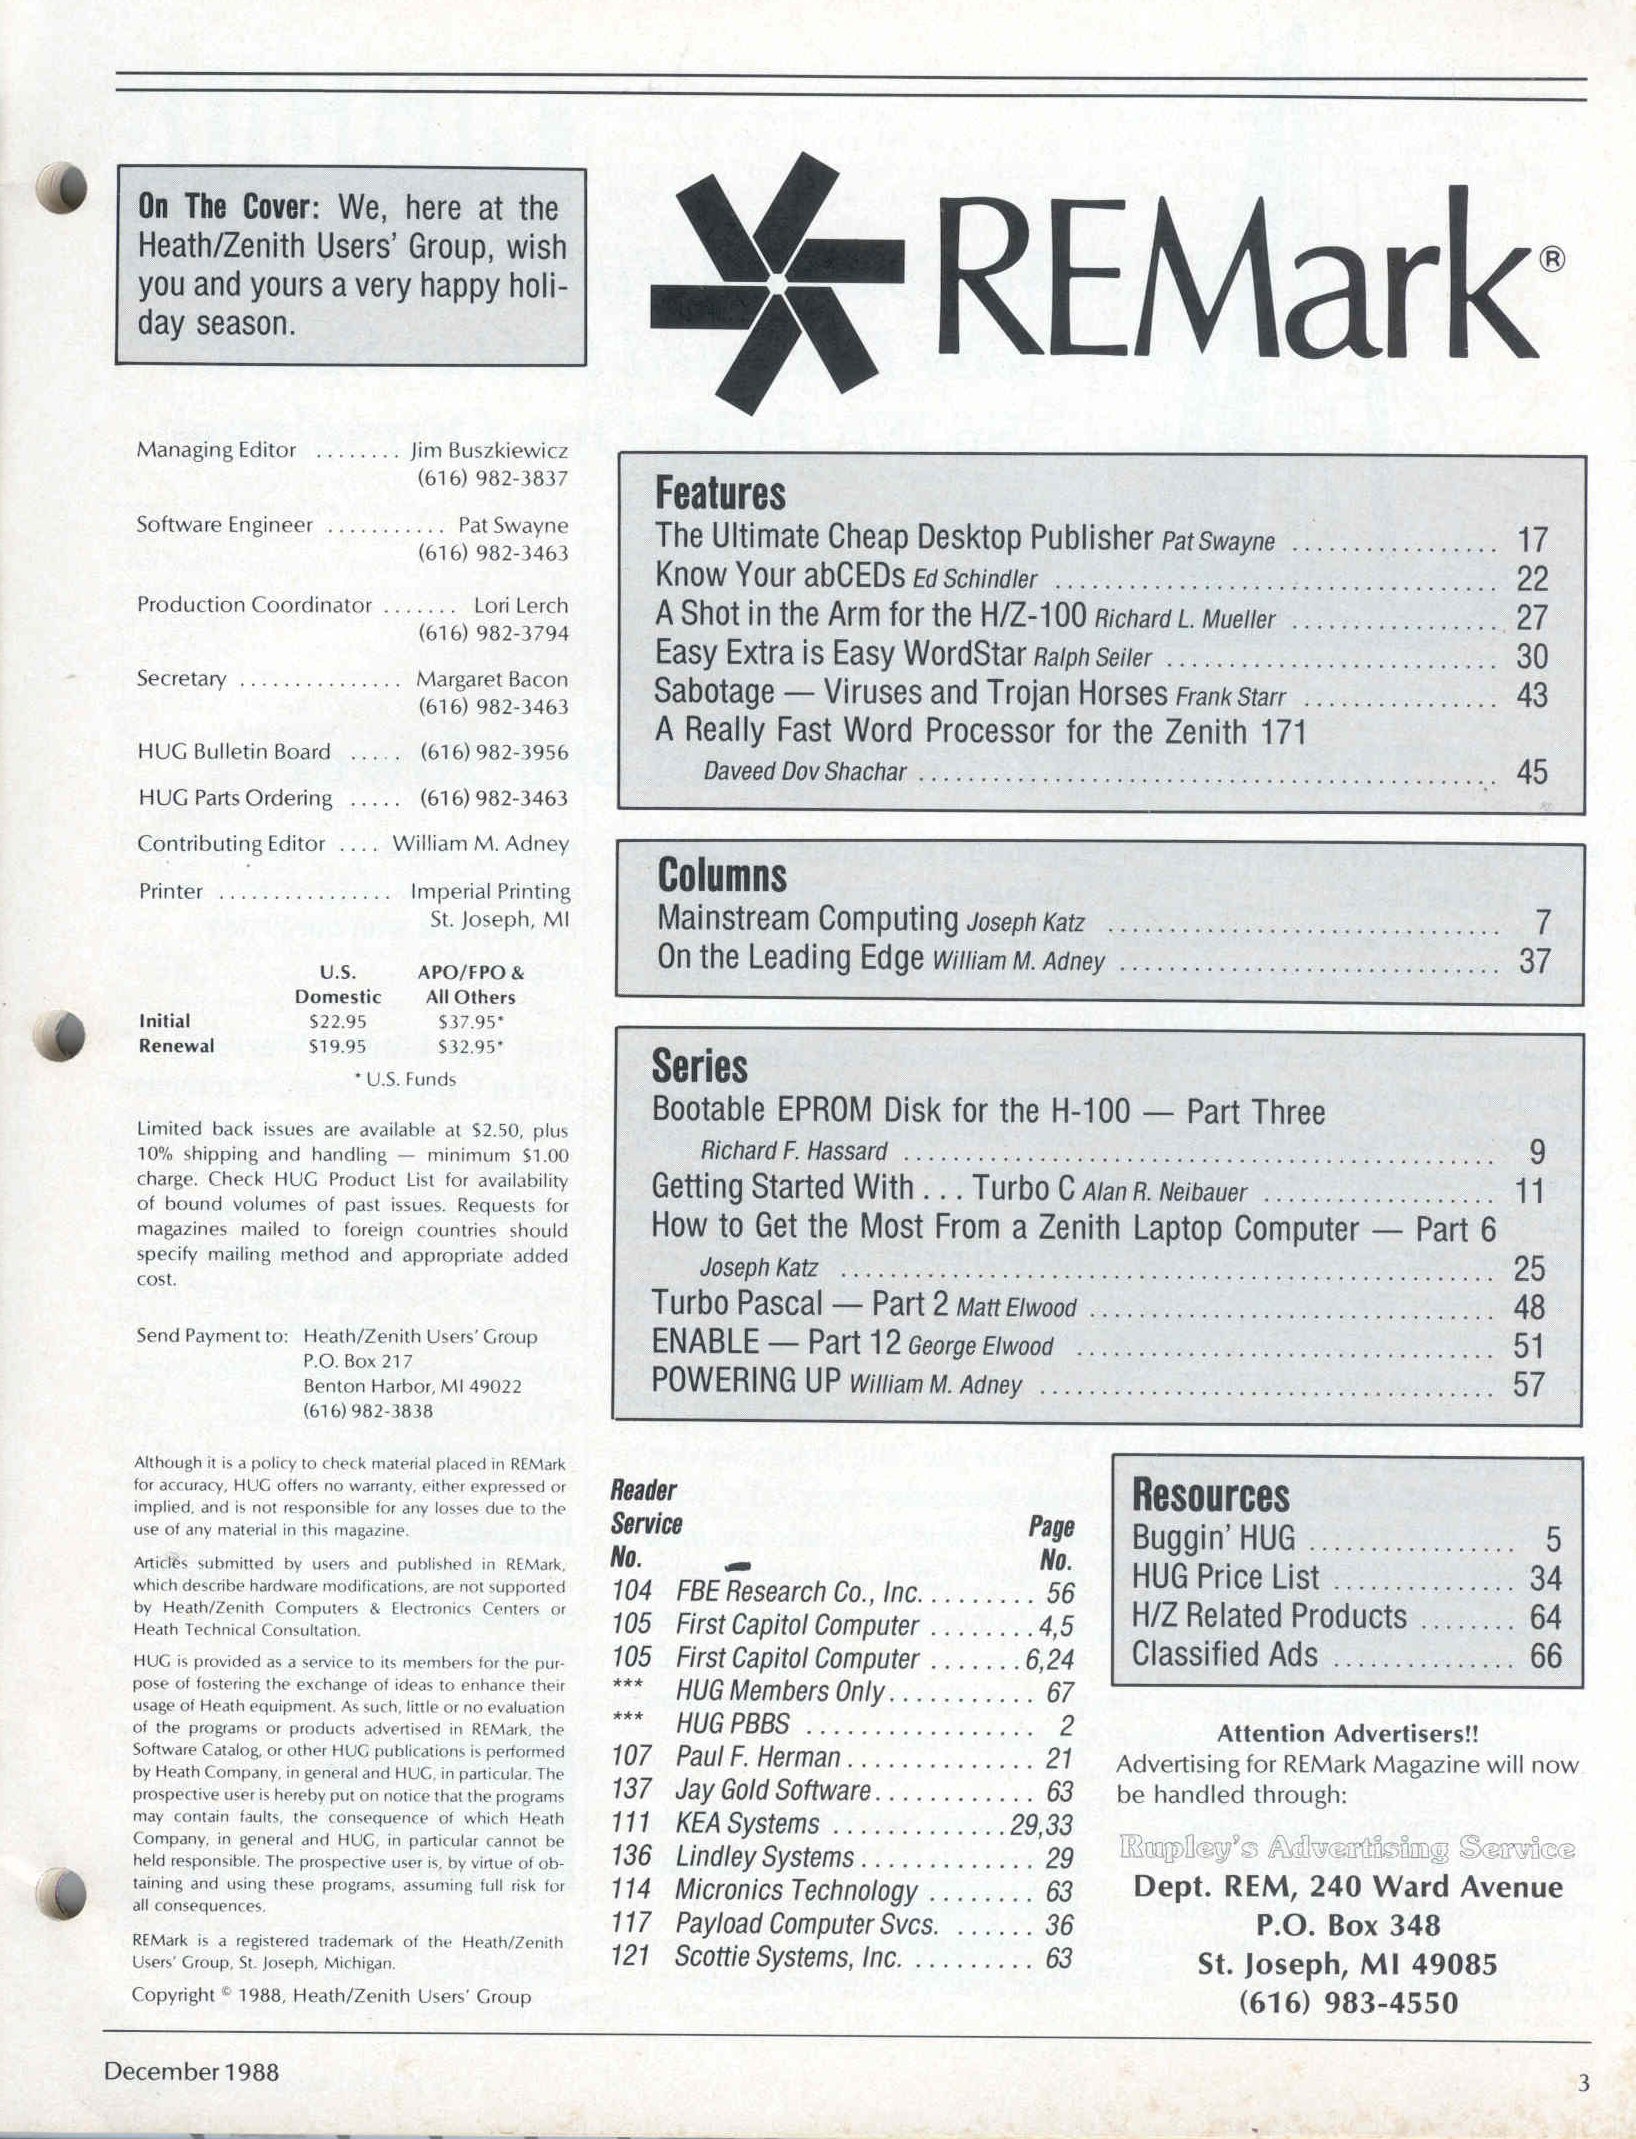 On The Cover: We, here at the
Heath/Zenith Users' Group, wish
you and yours a very happy holi-
day season.
REMark®
Managing Editor ........ Jim Buszkiewicz
(616) 982-3837
Software Engineer ........... Pat Swayne
(616) 982-3463
Production Coordinator ....... Lori Lerch
(616) 982-3794
Secretary ............... Margaret Bacon
(616) 982-3463
HUG Bulletin Board ..... (616) 982-3956
HUG Parts Ordering ..... (616) 982-3463
Contributing Editor .... William M. Adney
Printer ................ Imperial Printing
St. Joseph, MI
U.S. APO/FPO &
Domestic All Others
Initial $22.95 $37.95*
Renewal $19.95 $32.95*
* U.S. Funds
Limited back issues are available at $2.50, plus
10% shipping and handling — minimum $1.00
charge. Check HUG Product List for availability
of bound volumes of past issues. Requests for
magazines mailed to foreign countries should
specify mailing method and appropriate added
cost.
Send Payment to: Heath/Zenith Users' Group
P.O. Box 217
Benton Harbor, MI 49022
(616) 982-3838
Although it is a policy to check material placed in REMark
for accuracy, HUG offers no warranty, either expressed or
implied, and is not responsible for any losses due to the
use of any material in this magazine.
Articles submitted by users and published in REMark,
which describe hardware modifications, are not supported
by Heath/Zenith Computers & Electronics Centers or
Heath Technical Consultation.
HUG is provided as a service to its members for the pur-
pose of fostering the exchange of ideas to enhance their
usage of Heath equipment. As such, little or no evaluation
of the programs or products advertised in REMark, the
Software Catalog, or other HUG publications is performed
by Heath Company, in general and HUG, in particular. The
prospective user is hereby put on notice that the programs
may contain faults, the consequence of which Heath
Company, in general and HUG, in particular cannot be
held responsible. The prospective user is, by virtue of ob-
taining and using these programs, assuming full risk for
all consequences.
REMark is a registered trademark of the Heath/Zenith
Users' Group, St. Joseph, Michigan.
Copyright © 1988, Heath/Zenith Users' Group
Features
The Ultimate Cheap Desktop Publisher Pat Swayne ................. 17
Know Your abCEDs Ed Schindler .................................... 22
A Shot in the Arm for the H/Z-100 Richard L. Mueller .................. 27
Easy Extra is Easy WordStar Ralph Seiler ........................... 30
Sabotage — Viruses and Trojan Horses Frank Starr ................ 43
A Really Fast Word Processor for the Zenith 171
Daveed Dov Shachar ............................................... 45
Columns
Mainstream Computing Joseph Katz ................................ 7
On the Leading Edge William M. Adney ............................... 37
Series
Bootable EPROM Disk for the H-100 — Part Three
Richard F. Hassard ................................................ 9
Getting Started With ... Turbo C Alan R. Neibauer ................... 11
How to Get the Most From a Zenith Laptop Computer — Part 6
Joseph Katz ..................................................... 25
Turbo Pascal — Part 2 Matt Elwood ................................. 48
ENABLE — Part 12 George Elwood .................................. 51
POWERING UP William M. Adney ..................................... 57
Reader
Service Page
No. No.
104 FBE Research Co., Inc. ......... 56
105 First Capitol Computer ........ 4,5
105 First Capitol Computer ....... 6,24
*** HUG Members Only............ 67
*** HUG PBBS ................... 2
107 Paul F. Herman............... 21
137 Jay Gold Software............. 63
111 KEA Systems ..............29,33
136 Lindley Systems.............. 29
114 Micronics Technology ........ 63
117 Payload Computer Svcs. ....... 36
121 Scottie Systems, Inc. .......... 63
Resources
Buggin' HUG ................. 5
HUG Price List ............... 34
H/Z Related Products ........ 64
Classified Ads ............... 66
Attention Advertisers!!
Advertising for REMark Magazine will now
be handled through:
Rupley's Advertising Service
Dept. REM, 240 Ward Avenue
P.O. Box 348
St. Joseph, MI 49085
(616) 983-4550
December 1988
3